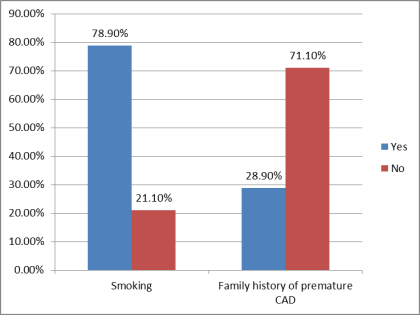 90.00%
80.00%
70.00%
60.00%
50.00%
40.00%
30.00%
20.00%
10.00%
0.00%
78.90%
21.10%
28.90%
71.10%
Smoking
Family history of premature
CAD
Yes
No